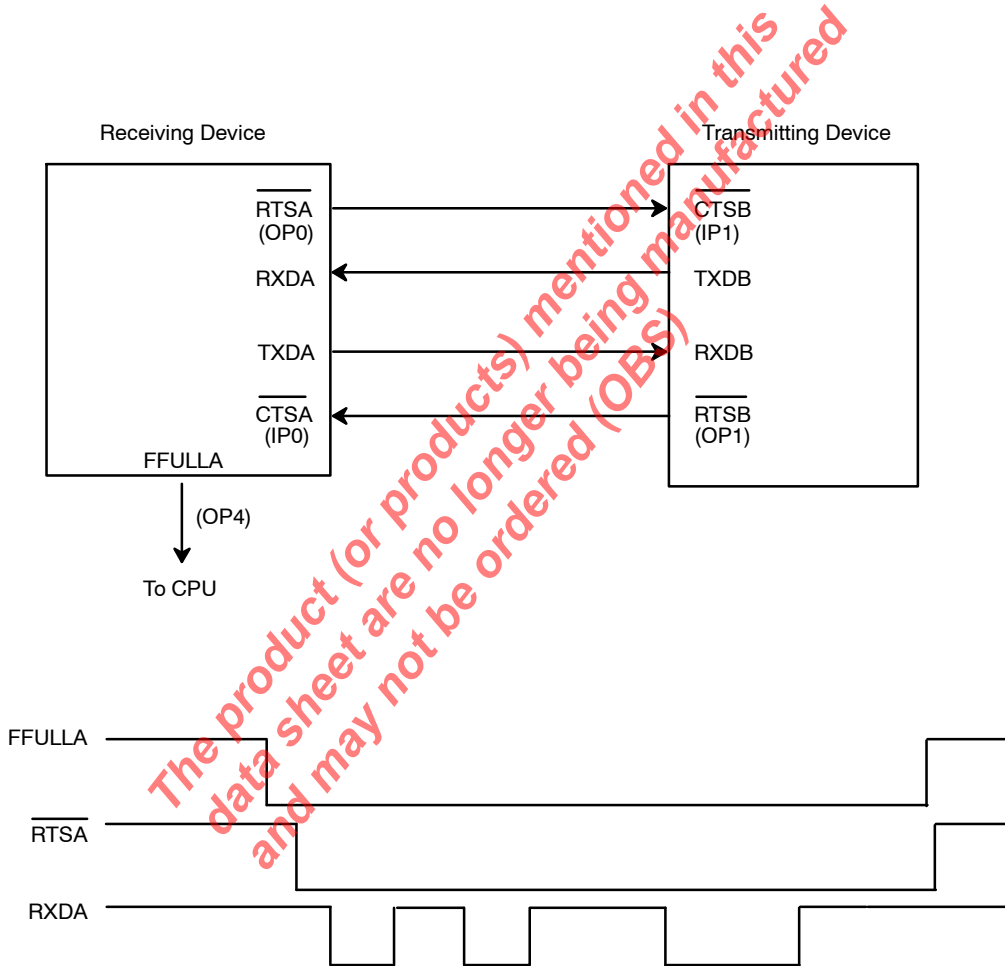 Receiving Device
Transmitting Device
RTSA
(OP0)
CTSB
(IP1)
RXDA
TXDB
TXDA
RXDB
CTSA
(IP0)
RTSB
(OP1)
FFULLA
(OP4)
To CPU
The product (or products) mentioned in this
data sheet are no longer being manufactured
and may not be ordered (OBS)
FFULLA
RTSA
RXDA